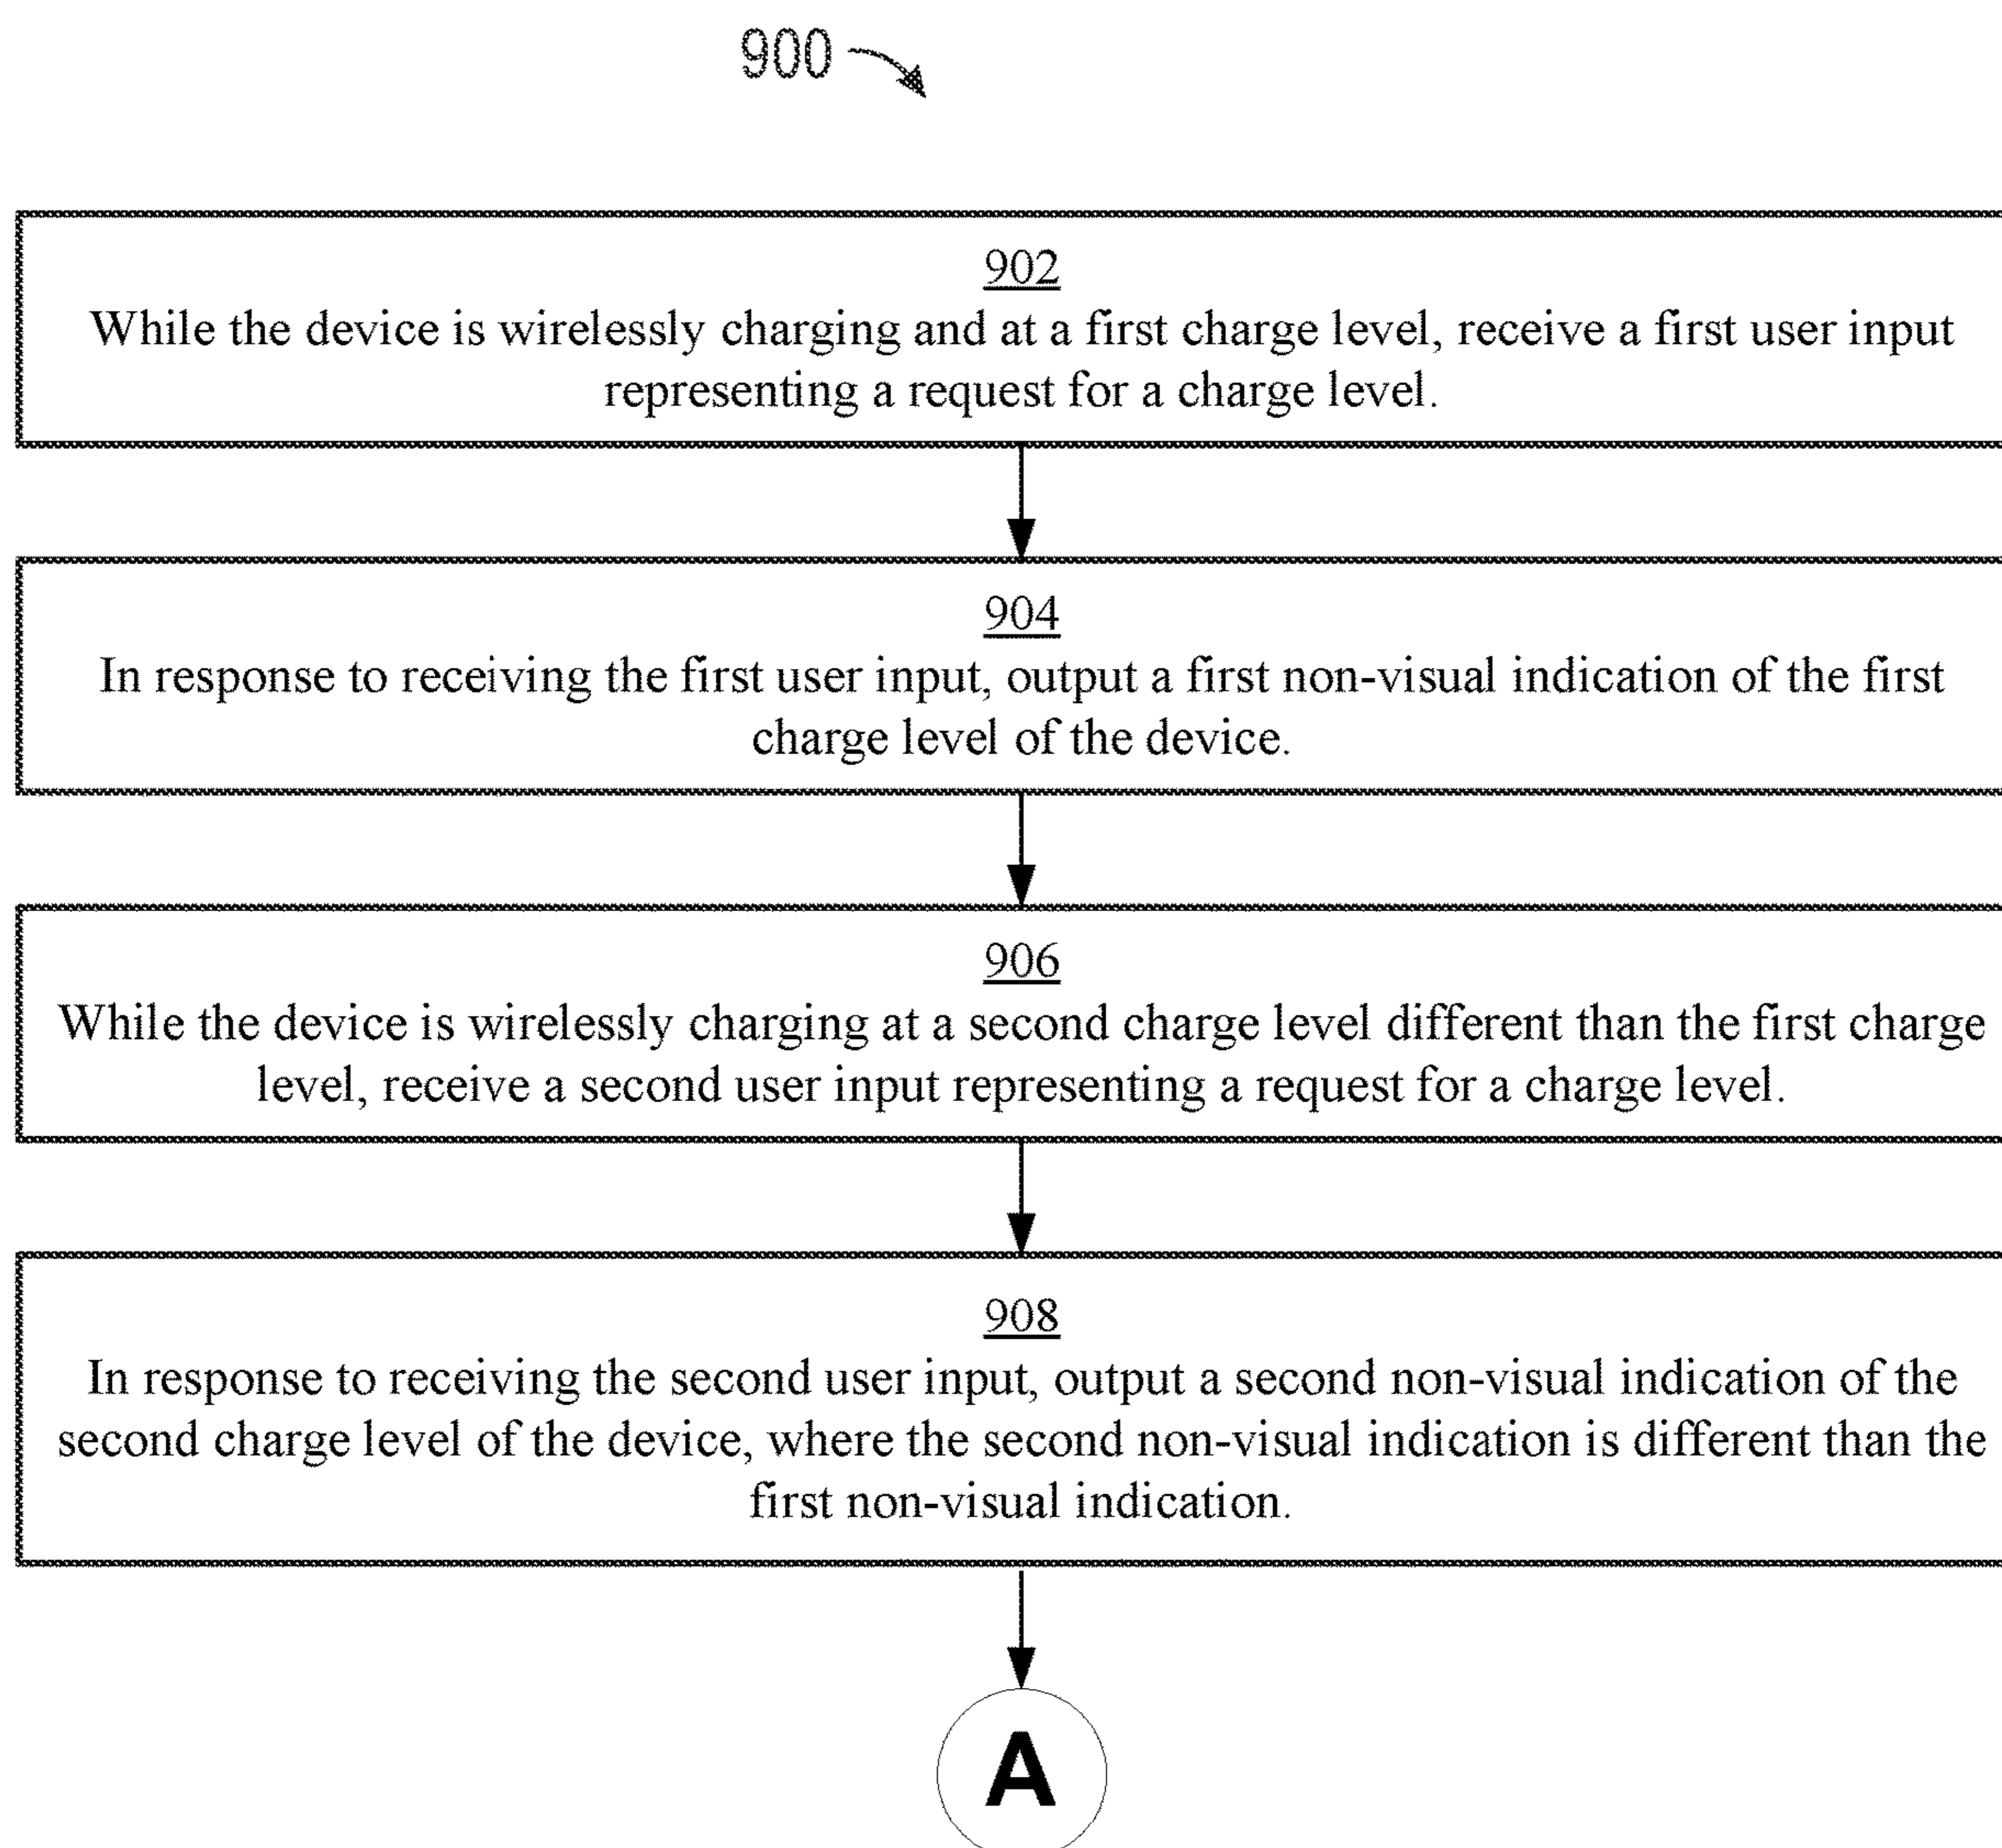 900
902
While the device is wirelessly charging and at a first charge level, receive a first user input
representing a request for a charge level.
904
In response to receiving the first user input, output a first non-visual indication of the first
charge level of the device.
906
While the device is wirelessly charging at a second charge level different than the first charge
level, receive a second user input representing a request for a charge level.
908
In response to receiving the second user input, output a second non-visual indication of the
second charge level of the device, where the second non-visual indication is different than the
first non-visual indication.
A